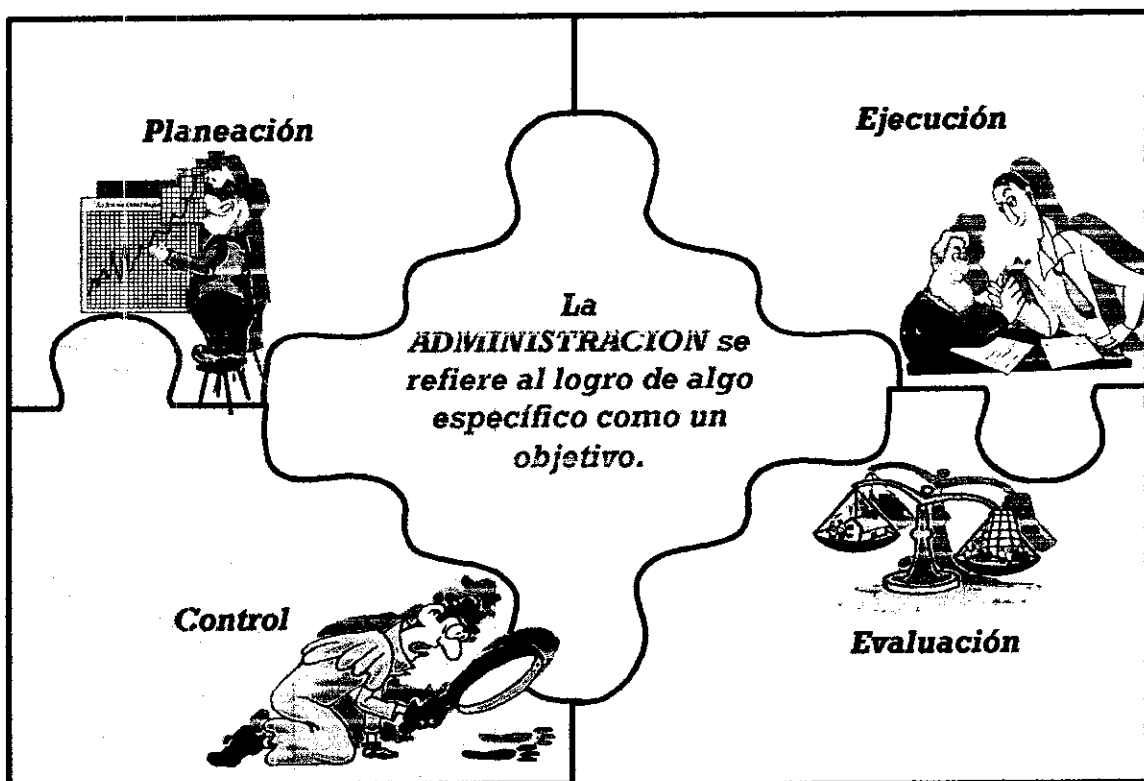 Planeación
Ejecución
La
ADMINISTRACION se
refiere al logro de algo
específico como un
objetivo.
Control
Evaluación